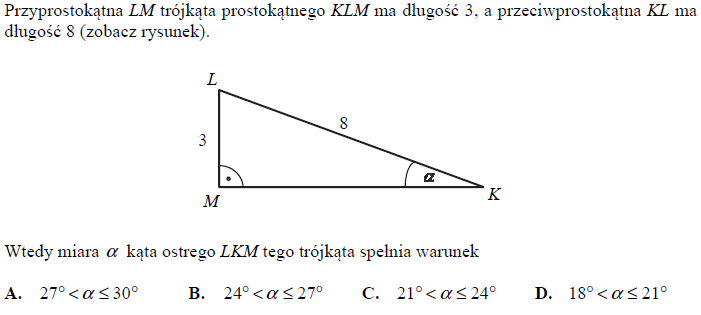 Przyprostokątna LM trójkąta prostokątnego KLM ma długość 3, a przeciwprostokątna KL ma
długość 8 (zobacz rysunek).
L
8
3
α
M
K
Wtedy miara α kąta ostrego LKM tego trójkąta spełnia warunek
A. 27° < α ≤ 30° B. 24° < α ≤ 27° C. 21° < α ≤ 24° D. 18° < α ≤ 21°